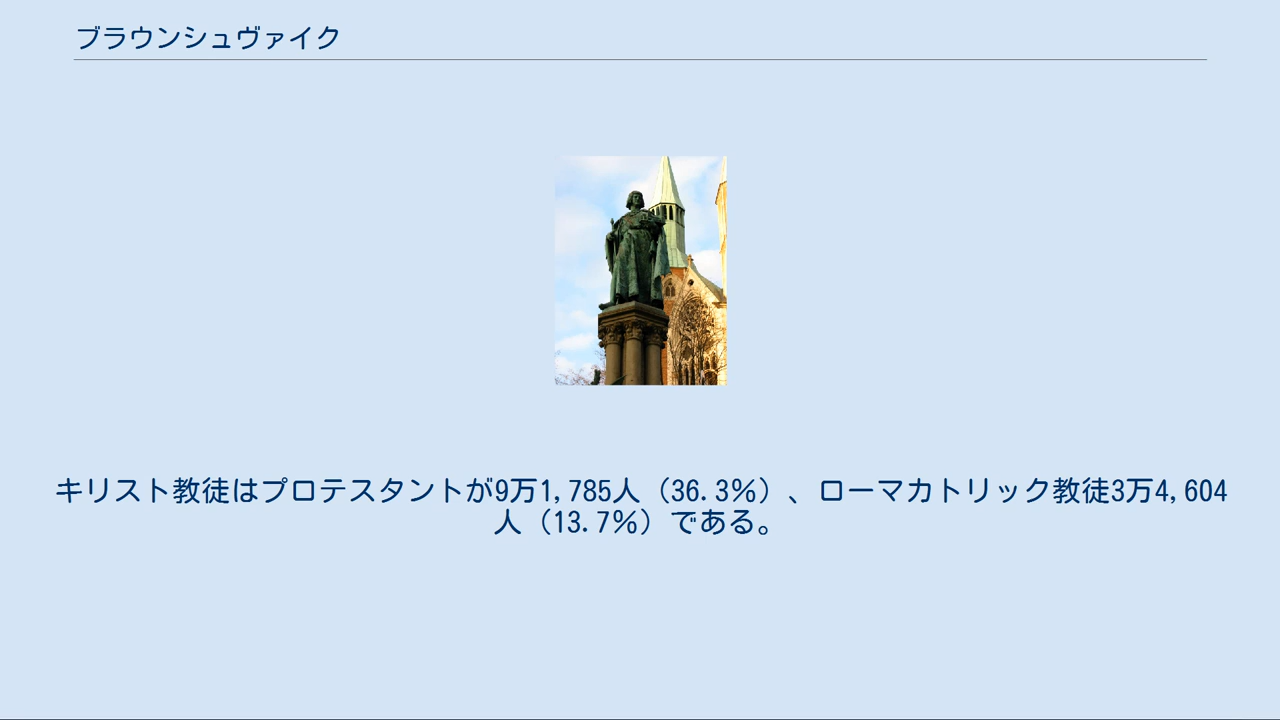 ブラウンシュヴァイク
キリスト教徒はプロテスタントが9万1,785人（36.3％）、ローマカトリック教徒3万4,604
人（13.7％）である。